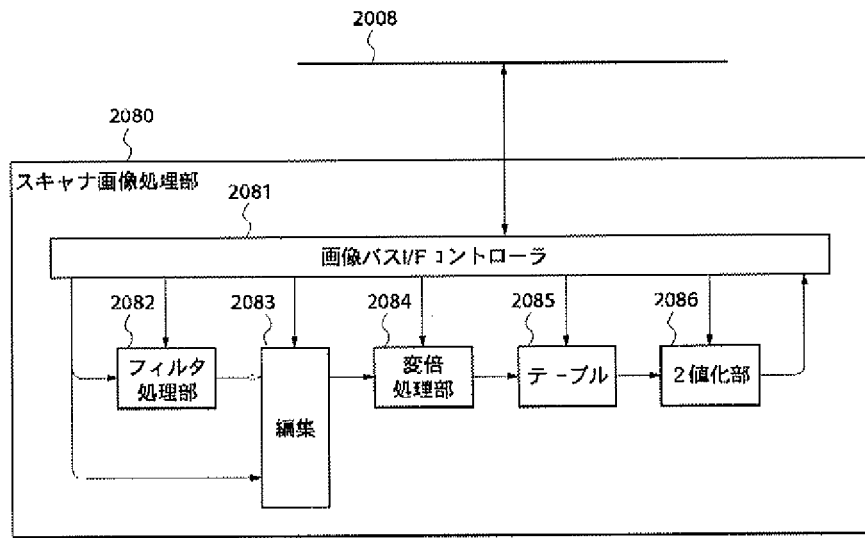 2008
2080
スキャナ画像処理部
2081
画像バスI/Fコントローラ
2082
2083
2084
2085
2086
フィルタ
処理部
編集
変倍
処理部
テーブル
2値化部